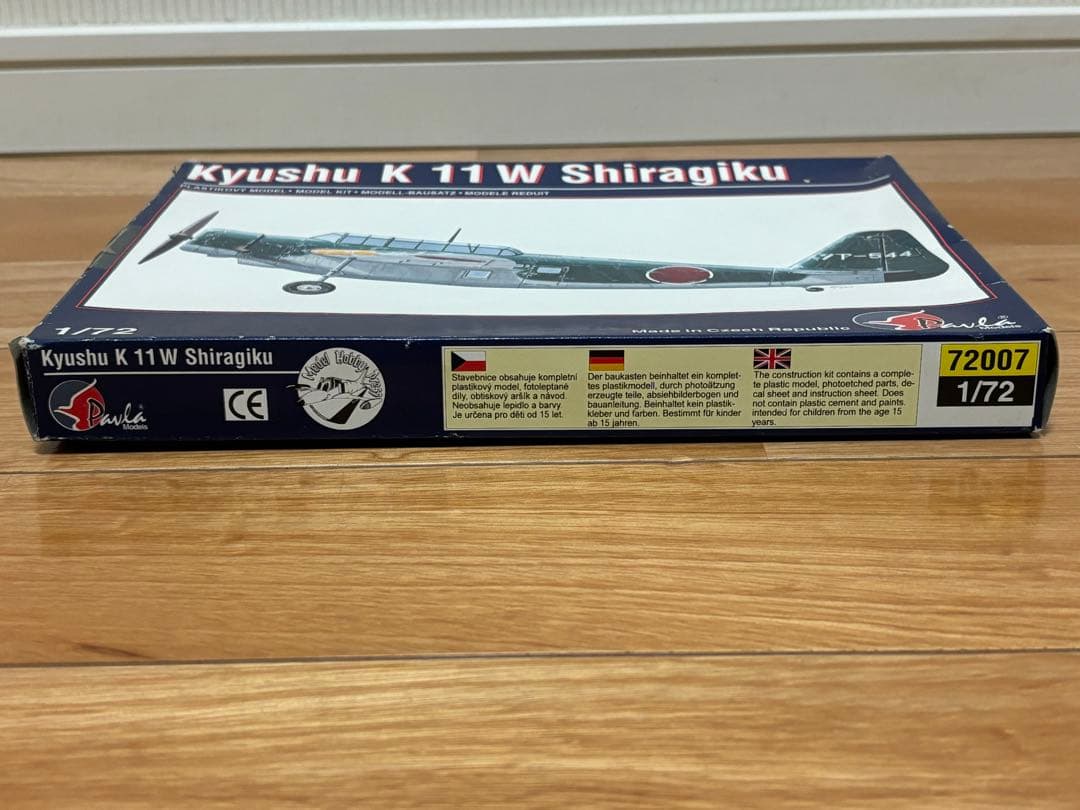 Kyushu K 11 W Shiragiku
PLASTIKOVÝ MODEL • MODEL KIT • MODELL-BAUSATZ • MODELE REDUIT
-544
1/72
Made in Czech Republic
Pavla®
Models
Kyushu K 11 W Shiragiku
Pavla®
Models
CE
Model Hobby
Stavebnice obsahuje kompletní
plastikový model, fotoleptané
díly, obtiskový aršík a návod.
Neobsahuje lepidlo a barvy
Je určena pro děti od 15 let.
Der baukasten beinhaltet ein komplet-
tes plastikmodell, durch photoätzung
erzeugte teile, absiehbilderbogen und
bauanleitung. Beinhaltet kein plastik-
kleber und farben. Bestimmt für kinder
ab 15 jahren.
The construction kit contains a comple-
te plastic model, photoetched parts, de-
cal sheet and instruction sheet. Does
not contain plastic cement and paints.
intended for children from the age 15
years.
72007
1/72